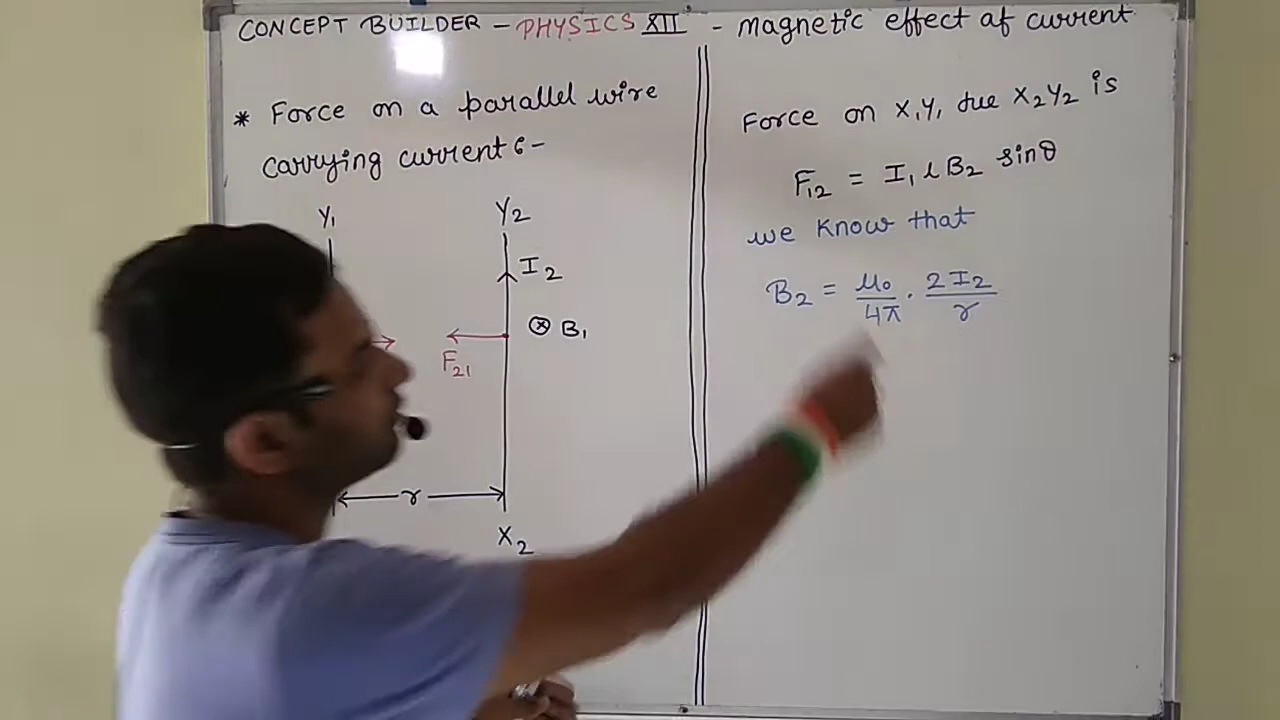 CONCEPT BUILDER - PHYSICS XII - magnetic effect of current
* Force on a parallel wire
carrying current :-
Y₁
Y₂
I₂
⊗ B₁
F₂₁
r
X₂
Force on X₁Y₁ due X₂Y₂ is
F₁₂ = I₁ l B₂ sinθ
we know that
B₂ = μ₀/4π . 2I₂/r